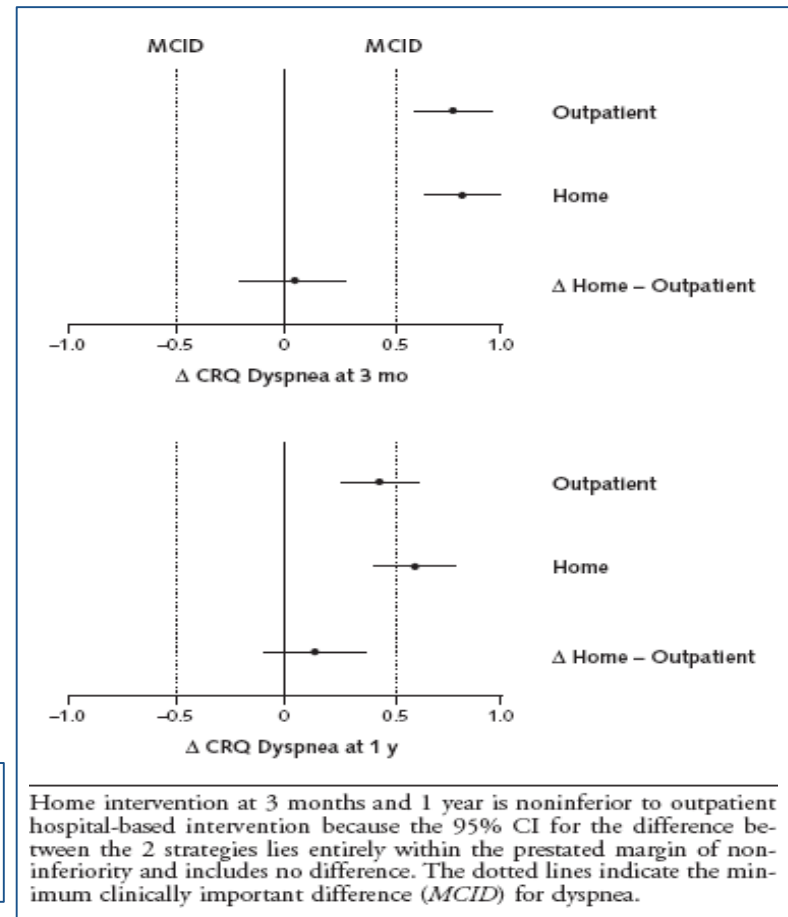 MCID MCID
Outpatient
Home
Δ Home – Outpatient
–1.0 –0.5 0 0.5 1.0
Δ CRQ Dyspnea at 3 mo
Outpatient
Home
Δ Home – Outpatient
–1.0 –0.5 0 0.5 1.0
Δ CRQ Dyspnea at 1 y
Home intervention at 3 months and 1 year is noninferior to outpatient
hospital-based intervention because the 95% CI for the difference be-
tween the 2 strategies lies entirely within the prestated margin of non-
inferiority and includes no difference. The dotted lines indicate the min-
imum clinically important difference (MCID) for dyspnea.